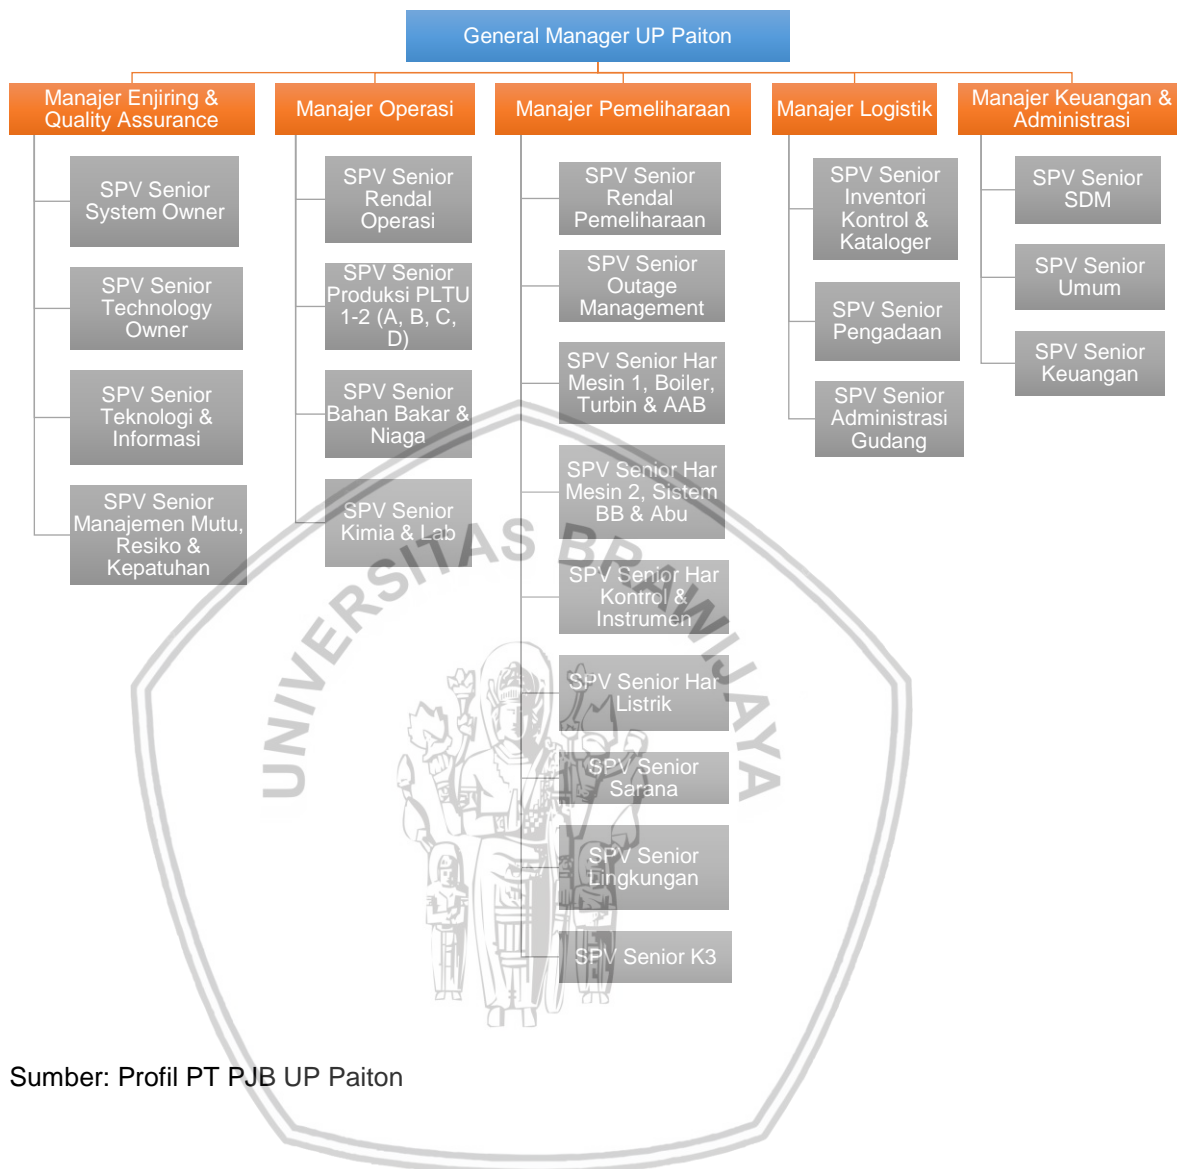 General Manager UP Paiton
Manajer Enjiring &
Quality Assurance
SPV Senior
System Owner
SPV Senior
Technology
Owner
SPV Senior
Teknologi &
Informasi
SPV Senior
Manajemen Mutu,
Resiko &
Kepatuhan
Manajer Operasi
SPV Senior
Rendal
Operasi
SPV Senior
Produksi PLTU
1-2 (A, B, C,
D)
SPV Senior
Bahan Bakar &
Niaga
SPV Senior
Kimia & Lab
Manajer Pemeliharaan
SPV Senior
Rendal
Pemeliharaan
SPV Senior
Outage
Management
SPV Senior Har
Mesin 1, Boiler,
Turbin & AAB
SPV Senior Har
Mesin 2, Sistem
BB & Abu
SPV Senior Har
Kontrol &
Instrumen
SPV Senior Har
Listrik
SPV Senior
Sarana
SPV Senior
Lingkungan
SPV Senior K3
Manajer Logistik
SPV Senior
Inventori
Kontrol &
Kataloger
SPV Senior
Pengadaan
SPV Senior
Administrasi
Gudang
Manajer Keuangan &
Administrasi
SPV Senior
SDM
SPV Senior
Umum
SPV Senior
Keuangan
UNIVERSITAS BRAWIJAYA
Sumber: Profil PT PJB UP Paiton